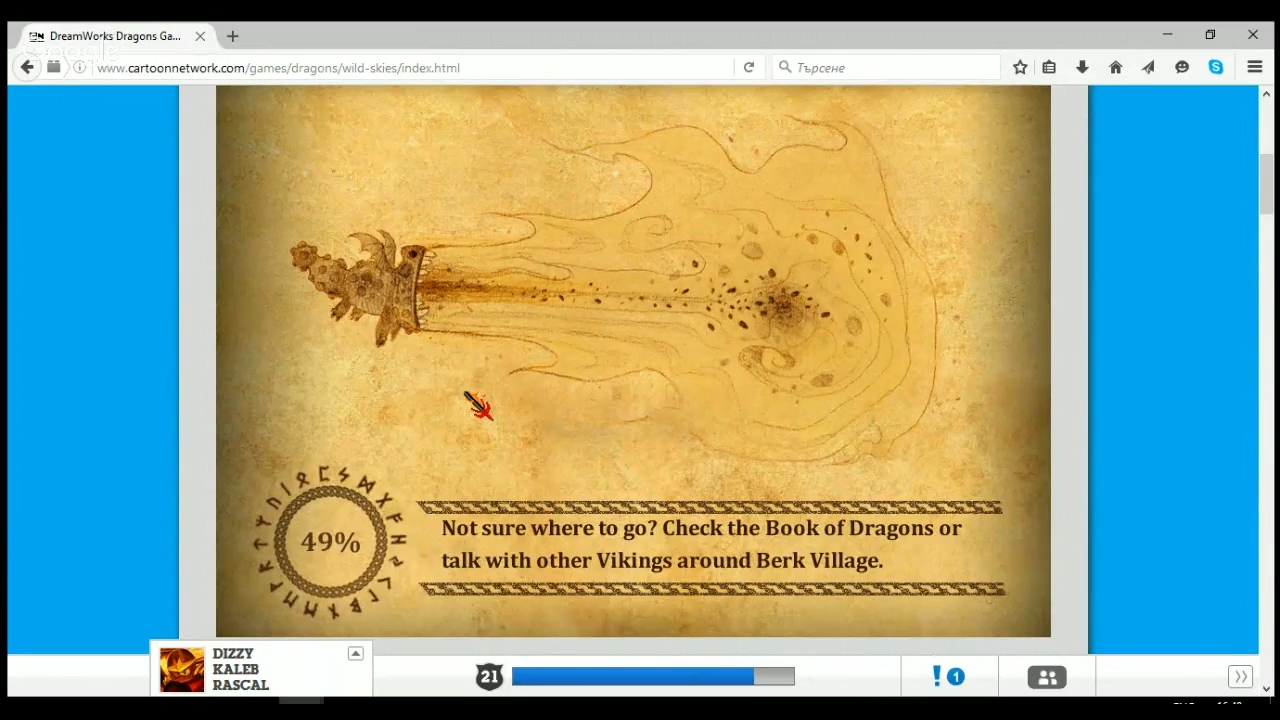 DreamWorks Dragons Ga...
Google
www.cartoonnetwork.com/games/dragons/wild-skies/index.html
Търсене
49%
Not sure where to go? Check the Book of Dragons or
talk with other Vikings around Berk Village.
DIZZY
KALEB
RASCAL
21
! 1